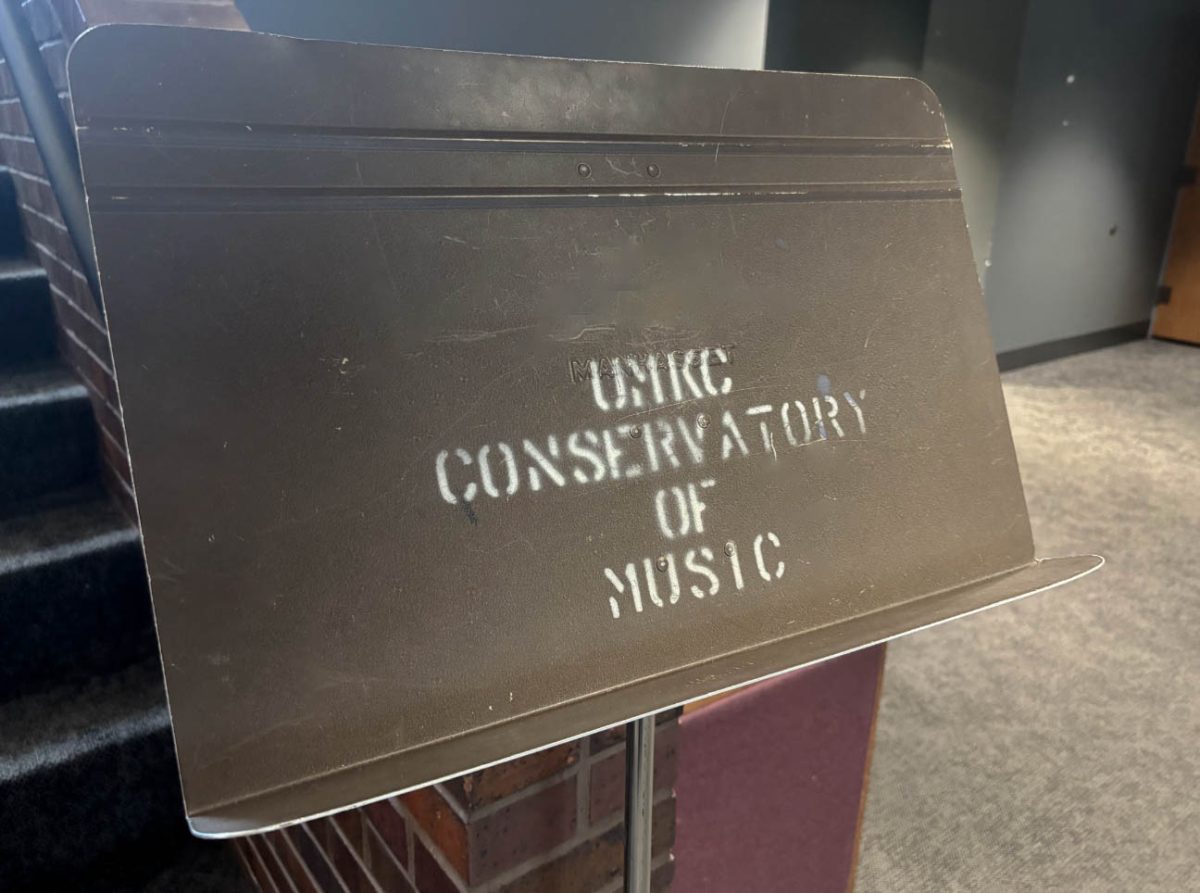 MANHASSET
UMKC
CONSERVATORY
OF
MUSIC